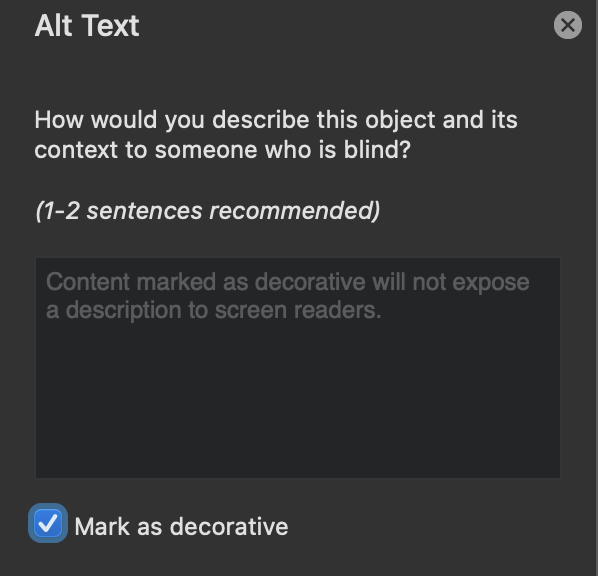 Alt Text
How would you describe this object and its
context to someone who is blind?
(1-2 sentences recommended)
Content marked as decorative will not expose
a description to screen readers.
Mark as decorative